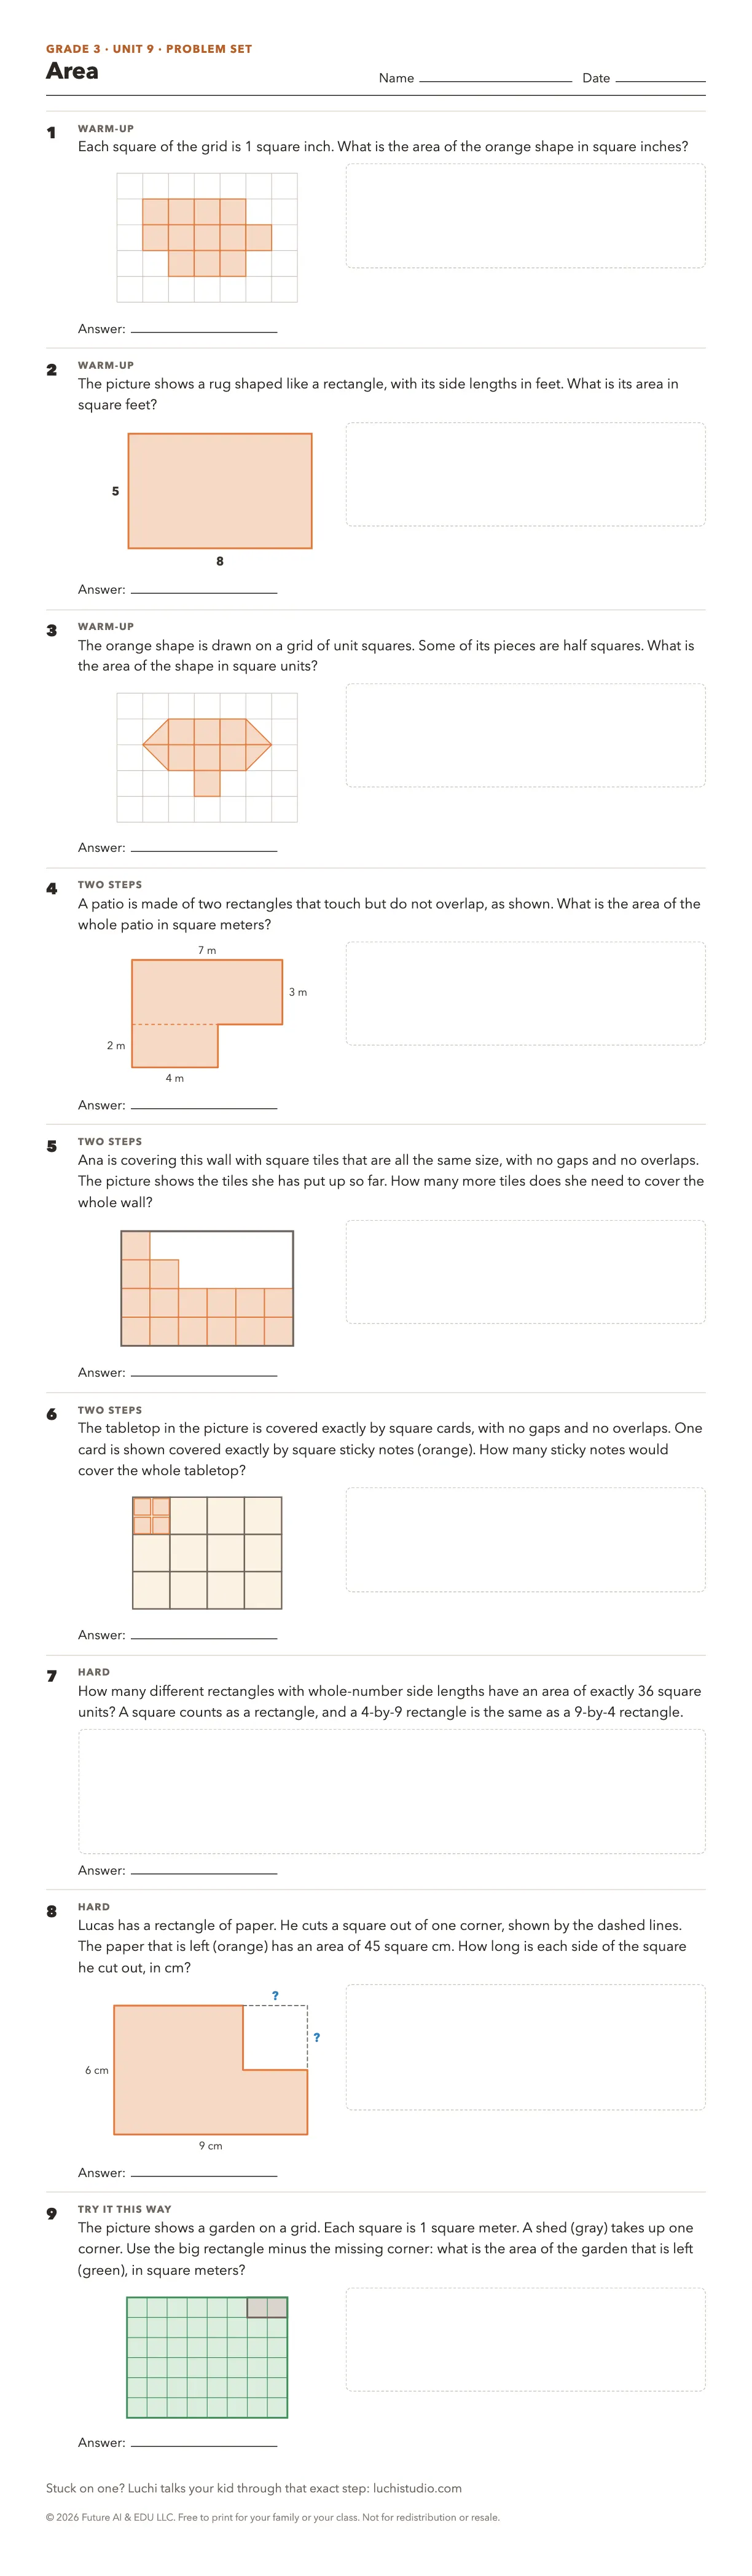 GRADE 3 · UNIT 9 · PROBLEM SET
Area
Name
Date
1
WARM-UP
Each square of the grid is 1 square inch. What is the area of the orange shape in square inches?
Answer:
2
WARM-UP
The picture shows a rug shaped like a rectangle, with its side lengths in feet. What is its area in
square feet?
5
8
Answer:
3
WARM-UP
The orange shape is drawn on a grid of unit squares. Some of its pieces are half squares. What is
the area of the shape in square units?
Answer:
4
TWO STEPS
A patio is made of two rectangles that touch but do not overlap, as shown. What is the area of the
whole patio in square meters?
7 m
3 m
2 m
4 m
Answer:
5
TWO STEPS
Ana is covering this wall with square tiles that are all the same size, with no gaps and no overlaps.
The picture shows the tiles she has put up so far. How many more tiles does she need to cover the
whole wall?
Answer:
6
TWO STEPS
The tabletop in the picture is covered exactly by square cards, with no gaps and no overlaps. One
card is shown covered exactly by square sticky notes (orange). How many sticky notes would
cover the whole tabletop?
Answer:
7
HARD
How many different rectangles with whole-number side lengths have an area of exactly 36 square
units? A square counts as a rectangle, and a 4-by-9 rectangle is the same as a 9-by-4 rectangle.
Answer:
8
HARD
Lucas has a rectangle of paper. He cuts a square out of one corner, shown by the dashed lines.
The paper that is left (orange) has an area of 45 square cm. How long is each side of the square
he cut out, in cm?
?
?
6 cm
9 cm
Answer:
9
TRY IT THIS WAY
The picture shows a garden on a grid. Each square is 1 square meter. A shed (gray) takes up one
corner. Use the big rectangle minus the missing corner: what is the area of the garden that is left
(green), in square meters?
Answer:
Stuck on one? Luchi talks your kid through that exact step: luchistudio.com
© 2026 Future AI & EDU LLC. Free to print for your family or your class. Not for redistribution or resale.